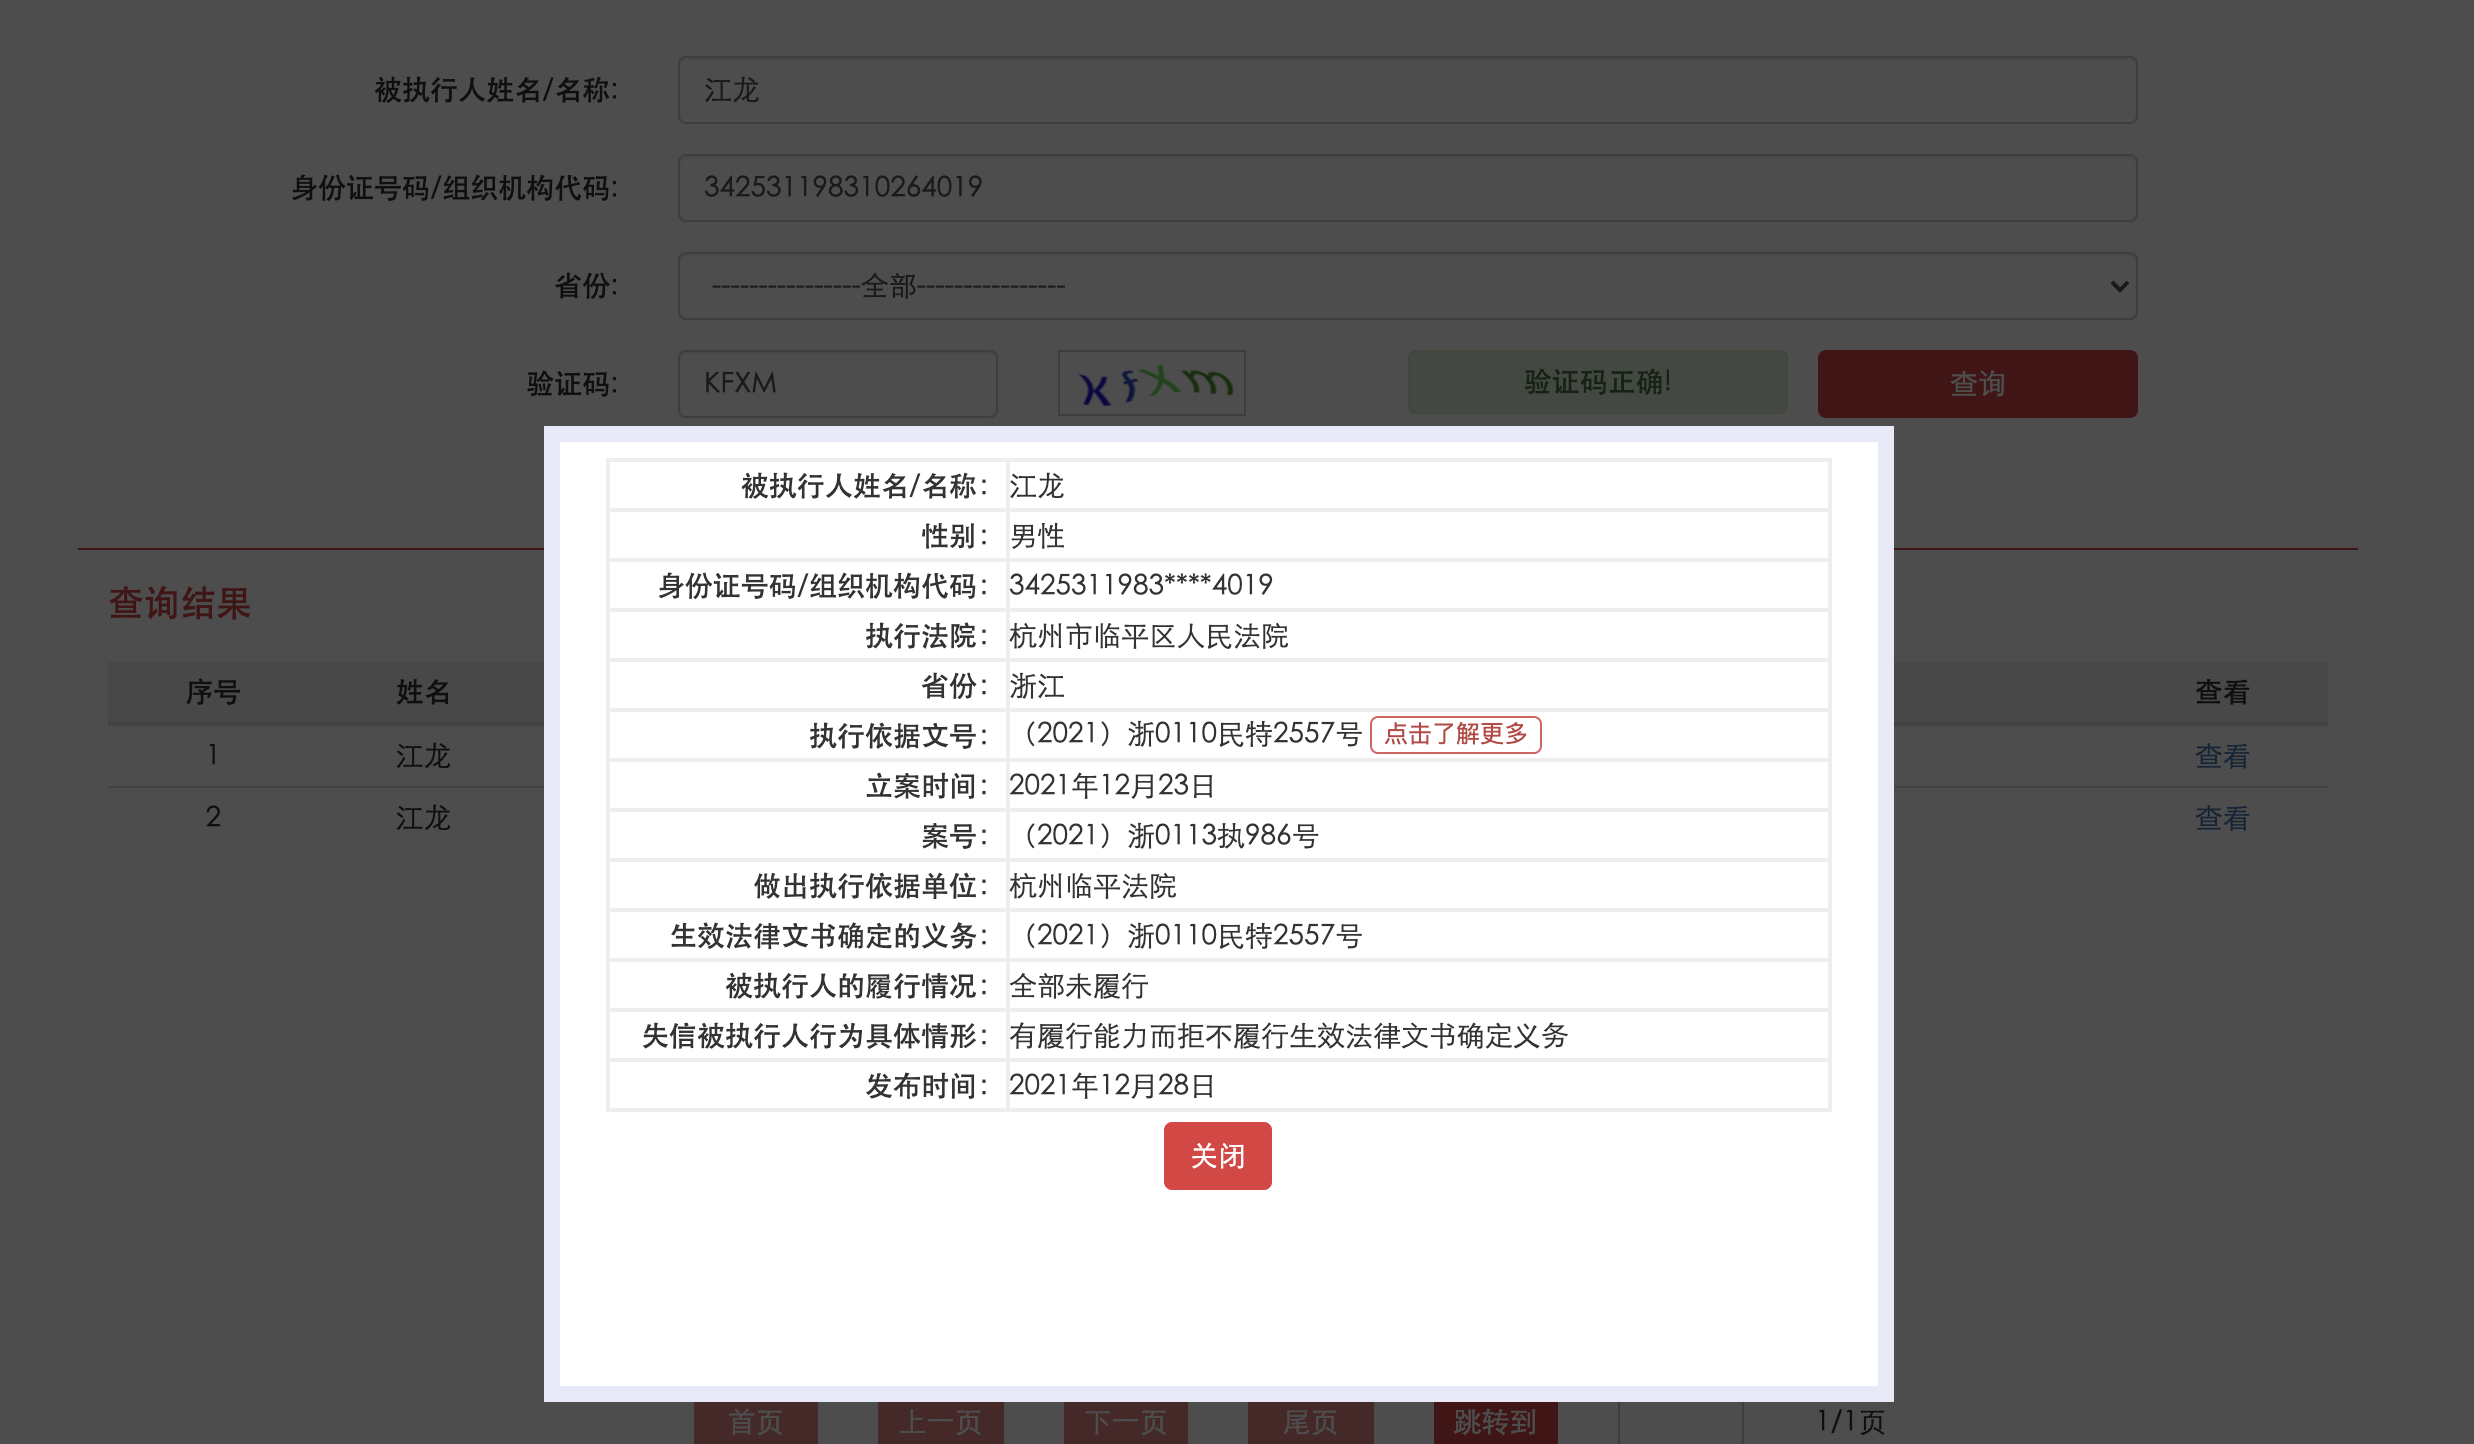 被执行人姓名/名称: 江龙
身份证号码/组织机构代码: 342531198310264019
省份: ----------------全部----------------
验证码: KFXM KfXm 验证码正确! 查询
被执行人姓名/名称： 江龙
性别： 男性
身份证号码/组织机构代码： 3425311983****4019
执行法院： 杭州市临平区人民法院
省份： 浙江
执行依据文号： （2021）浙0110民特2557号 点击了解更多
立案时间： 2021年12月23日
案号： （2021）浙0113执986号
做出执行依据单位： 杭州临平法院
生效法律文书确定的义务： （2021）浙0110民特2557号
被执行人的履行情况： 全部未履行
失信被执行人行为具体情形： 有履行能力而拒不履行生效法律文书确定义务
发布时间： 2021年12月28日
关闭
查询结果
序号 姓名 查看
1 江龙 查看
2 江龙 查看
首页 上一页 下一页 尾页 跳转到 1/1页